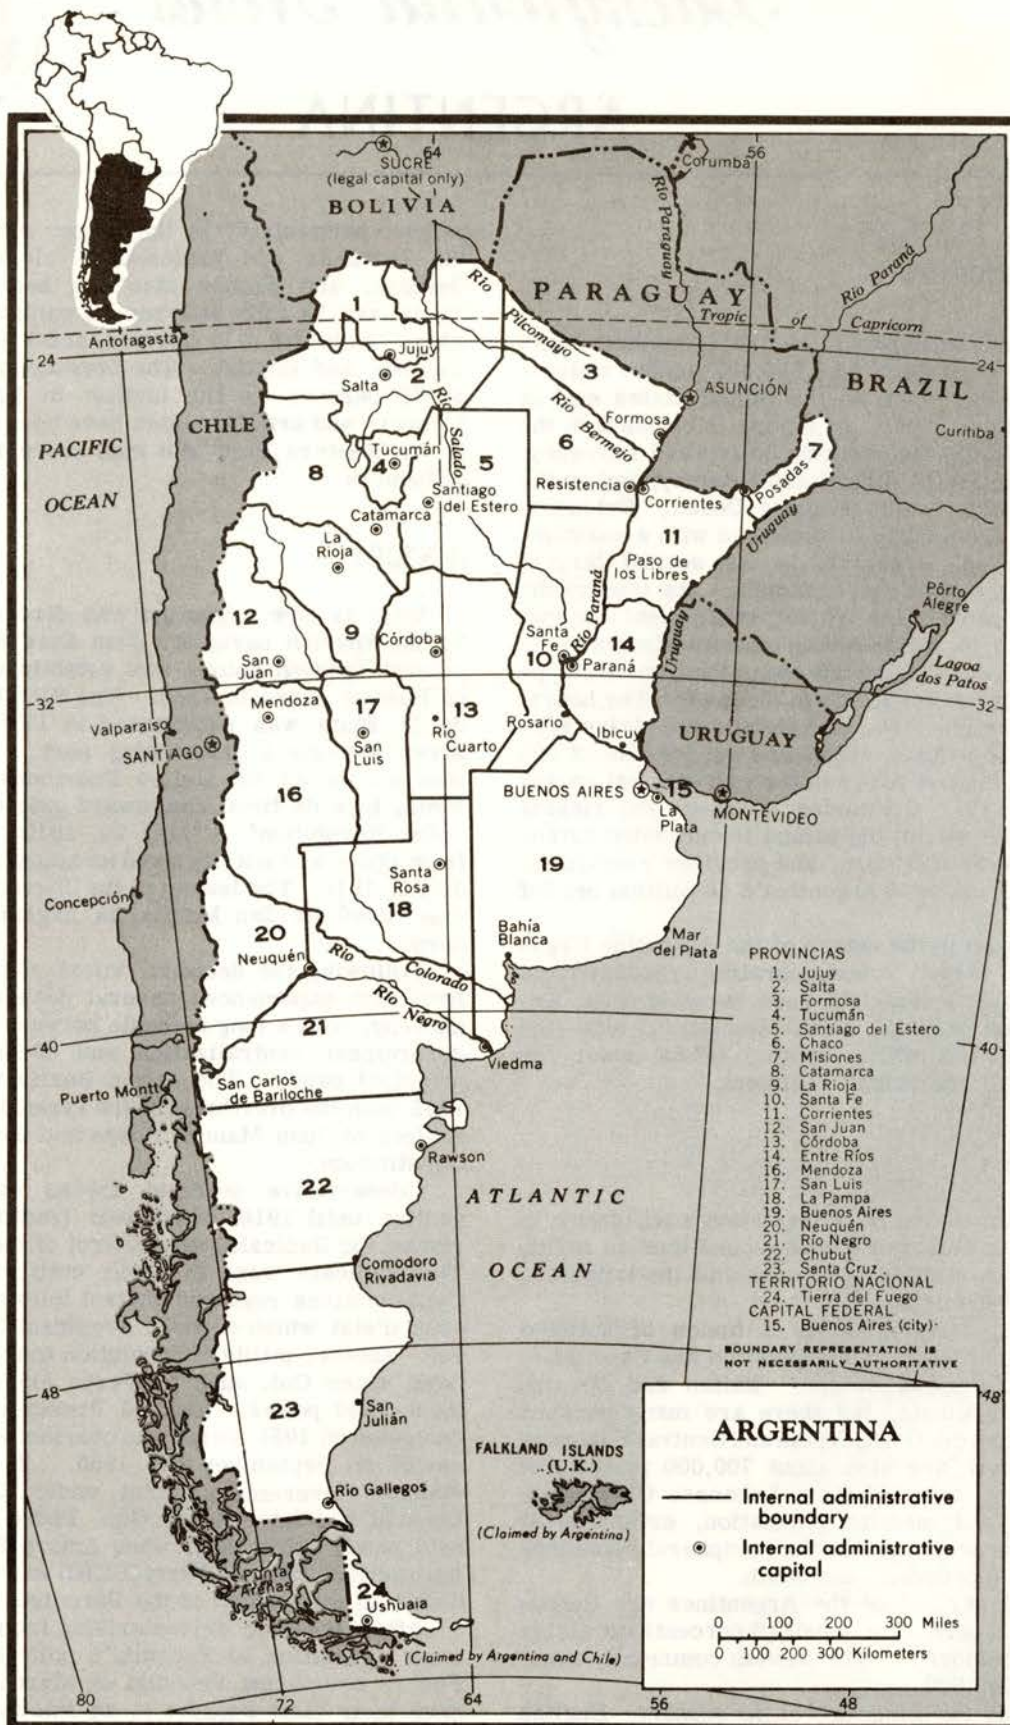 64
56
SUCRE
(legal capital only)
BOLIVIA
Corumbá
Río Paraguay
Río Paraná
PARAGUAY
Tropic of Capricorn
Antofagasta
1
Río Pilcomayo
24
24
Jujuy
2
3
Salta
ASUNCIÓN
BRAZIL
Río Salado
Formosa
Río Bermejo
CHILE
Curitiba
PACIFIC
OCEAN
Tucumán
4
5
6
7
8
Resistencia
Corrientes
Posadas
Santiago
del Estero
Catamarca
Uruguay
La
Rioja
11
Paso de
los Libres
Pôrto
Alegre
12
9
Córdoba
Río Paraná
Santa
Fe
14
Uruguay
10
Paraná
Lagoa
dos Patos
San
Juan
32
Mendoza
17
13
32
Valparaiso
Río
Cuarto
Rosario
URUGUAY
SANTIAGO
San
Luis
Ibicuy
16
BUENOS AIRES
15
La
Plata
MONTEVIDEO
19
Santa
Rosa
Concepción
18
Bahía
Blanca
Mar
del Plata
20
Neuquén
Río Colorado
Río Negro
21
40
Viedma
40
San Carlos
de Bariloche
Puerto Montt
Rawson
22
ATLANTIC
OCEAN
Comodoro
Rivadavia
PROVINCIAS
1. Jujuy
2. Salta
3. Formosa
4. Tucumán
5. Santiago del Estero
6. Chaco
7. Misiones
8. Catamarca
9. La Rioja
10. Santa Fe
11. Corrientes
12. San Juan
13. Córdoba
14. Entre Ríos
16. Mendoza
17. San Luis
18. La Pampa
19. Buenos Aires
20. Neuquén
21. Río Negro
22. Chubut
23. Santa Cruz
TERRITORIO NACIONAL
24. Tierra del Fuego
CAPITAL FEDERAL
15. Buenos Aires (city)
BOUNDARY REPRESENTATION IS
NOT NECESSARILY AUTHORITATIVE
48
48
23
San
Julián
FALKLAND ISLANDS
(U.K.)
(Claimed by Argentina)
Río Gallegos
Punta
Arenas
24
Ushuaia
(Claimed by Argentina and Chile)
ARGENTINA
Internal administrative
boundary
Internal administrative
capital
0 100 200 300 Miles
0 100 200 300 Kilometers
80
72
64
56
48